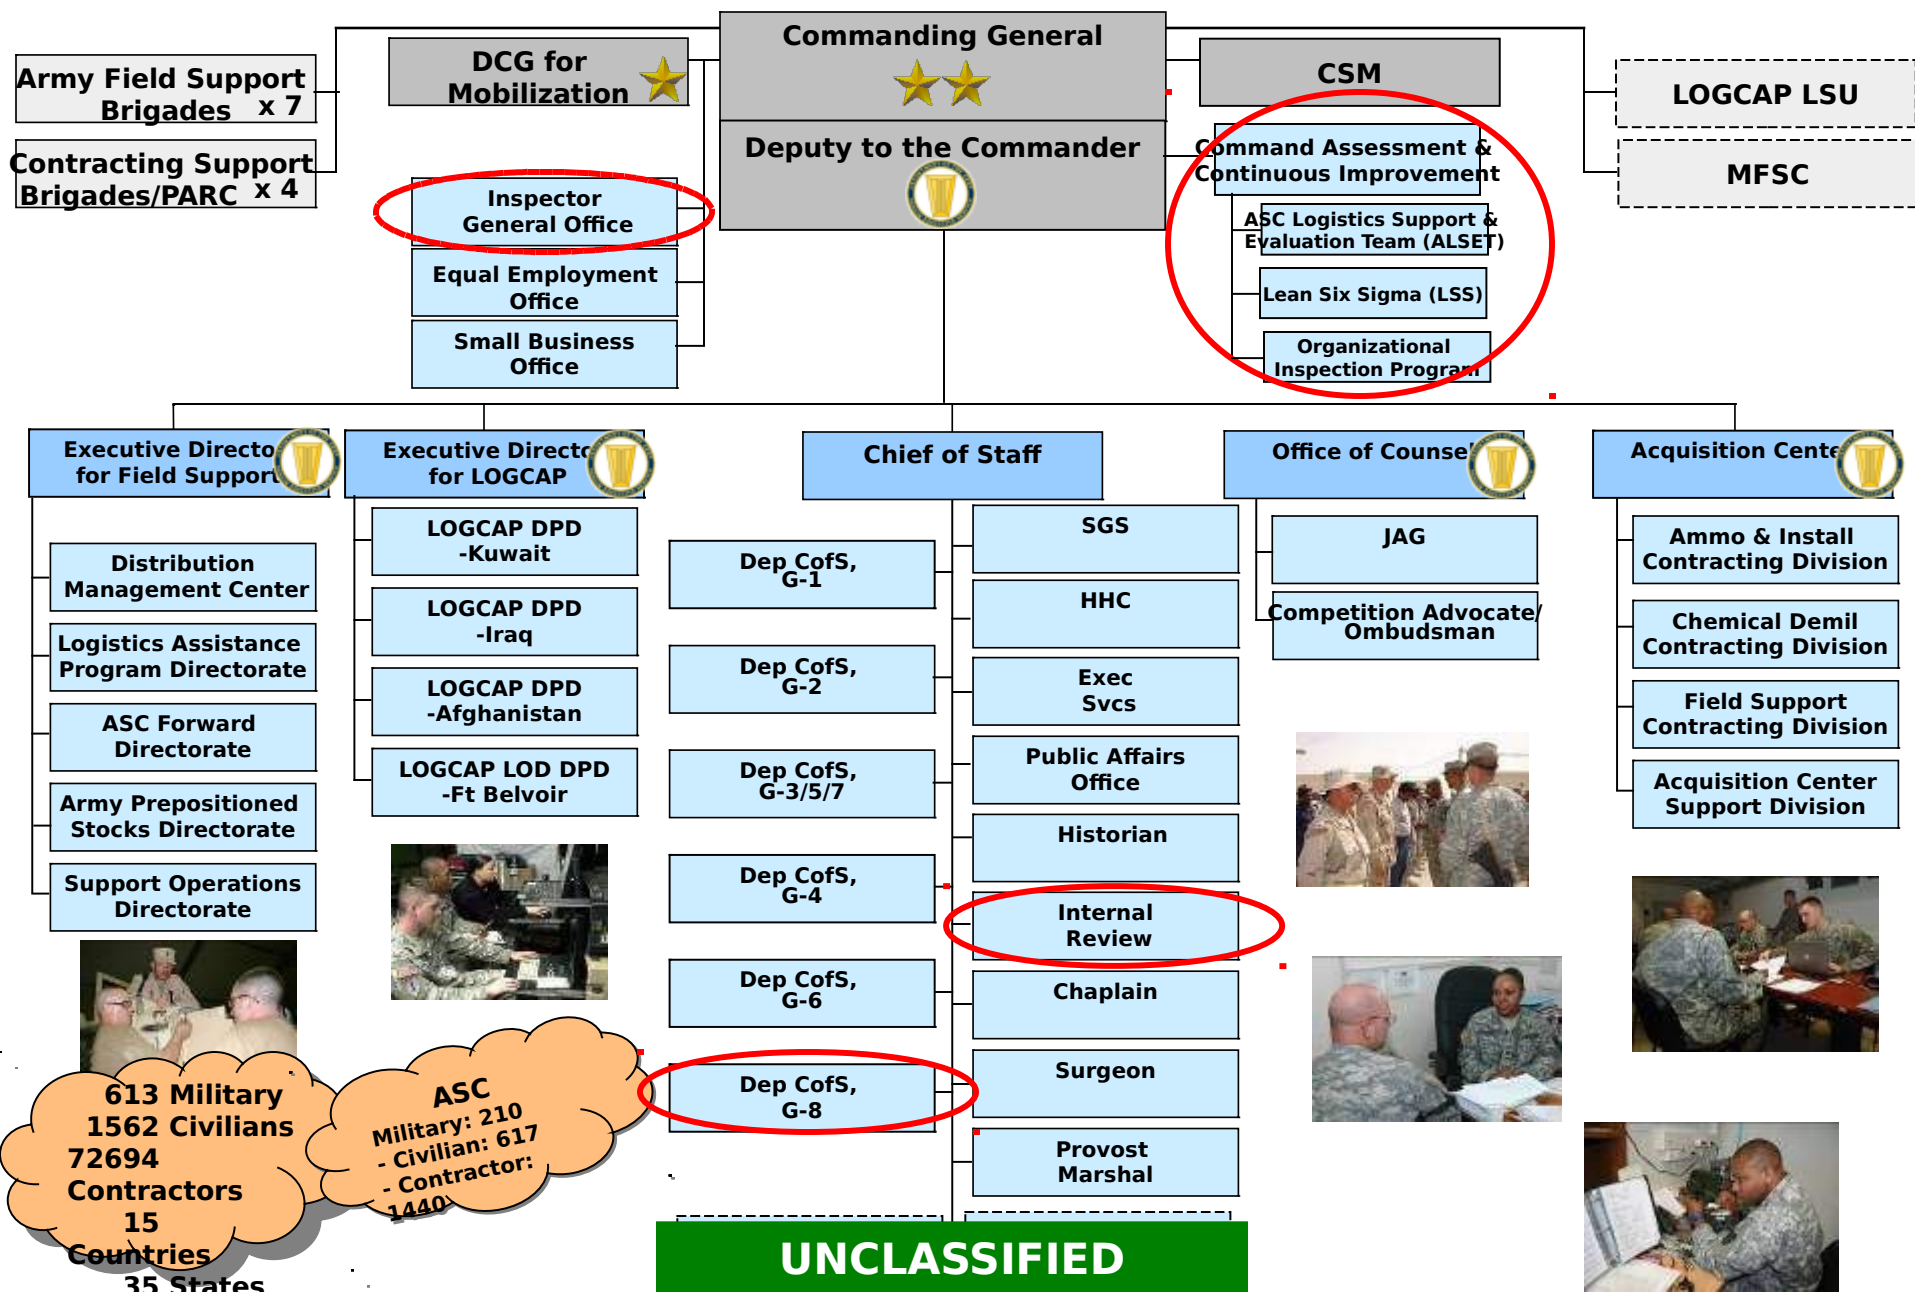 Commanding General
Army Field Support
Brigades x 7
Contracting Support
Brigades/PARC x 4
DCG for
Mobilization
Deputy to the Commander
CSM
LOGCAP LSU
MFSC
Inspector
General Office
Equal Employment
Office
Small Business
Office
Command Assessment &
Continuous Improvement
ASC Logistics Support &
Evaluation Team (ALSET)
Lean Six Sigma (LSS)
Organizational
Inspection Program
Executive Directo
for Field Support
Distribution
Management Center
Logistics Assistance
Program Directorate
ASC Forward
Directorate
Army Prepositioned
Stocks Directorate
Support Operations
Directorate
Executive Directo
for LOGCAP
LOGCAP DPD
-Kuwait
LOGCAP DPD
-Iraq
LOGCAP DPD
-Afghanistan
LOGCAP LOD DPD
-Ft Belvoir
Chief of Staff
Dep CofS,
G-1
Dep CofS,
G-2
Dep CofS,
G-3/5/7
Dep CofS,
G-4
Dep CofS,
G-6
Dep CofS,
G-8
SGS
HHC
Exec
Svcs
Public Affairs
Office
Historian
Internal
Review
Chaplain
Surgeon
Provost
Marshal
Office of Counse
JAG
Competition Advocate/
Ombudsman
Acquisition Cente
Ammo & Install
Contracting Division
Chemical Demil
Contracting Division
Field Support
Contracting Division
Acquisition Center
Support Division
613 Military
1562 Civilians
72694
Contractors
15
Countries
35 States
ASC
Military: 210
- Civilian: 617
- Contractor:
1440
UNCLASSIFIED